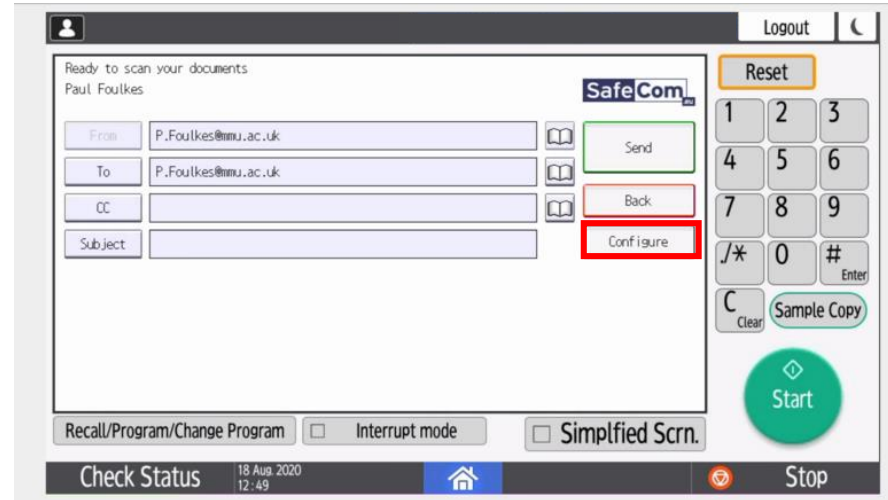 Logout
Ready to scan your documents
Paul Foulkes
SafeCom
Reset
From P.Foulkes@mmu.ac.uk
Send
To P.Foulkes@mmu.ac.uk
CC
Back
Subject
Configure
1 2 3
4 5 6
7 8 9
./* 0 # Enter
C Clear Sample Copy
Start
Recall/Program/Change Program Interrupt mode Simplfied Scrn.
Check Status 18 Aug. 2020 Stop
12:49